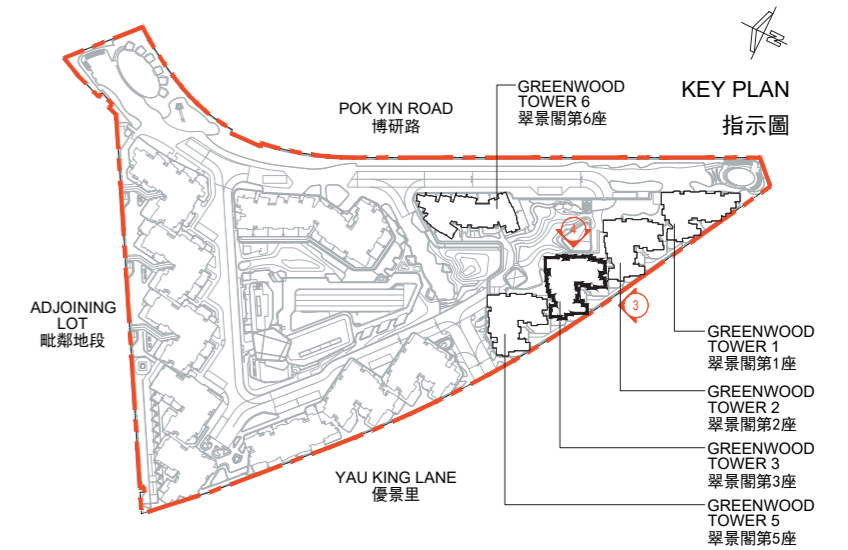 N
KEY PLAN
指示圖
GREENWOOD
TOWER 6
翠景閣第6座
POK YIN ROAD
博研路
4
3
ADJOINING
LOT
毗鄰地段
YAU KING LANE
優景里
GREENWOOD
TOWER 1
翠景閣第1座
GREENWOOD
TOWER 2
翠景閣第2座
GREENWOOD
TOWER 3
翠景閣第3座
GREENWOOD
TOWER 5
翠景閣第5座